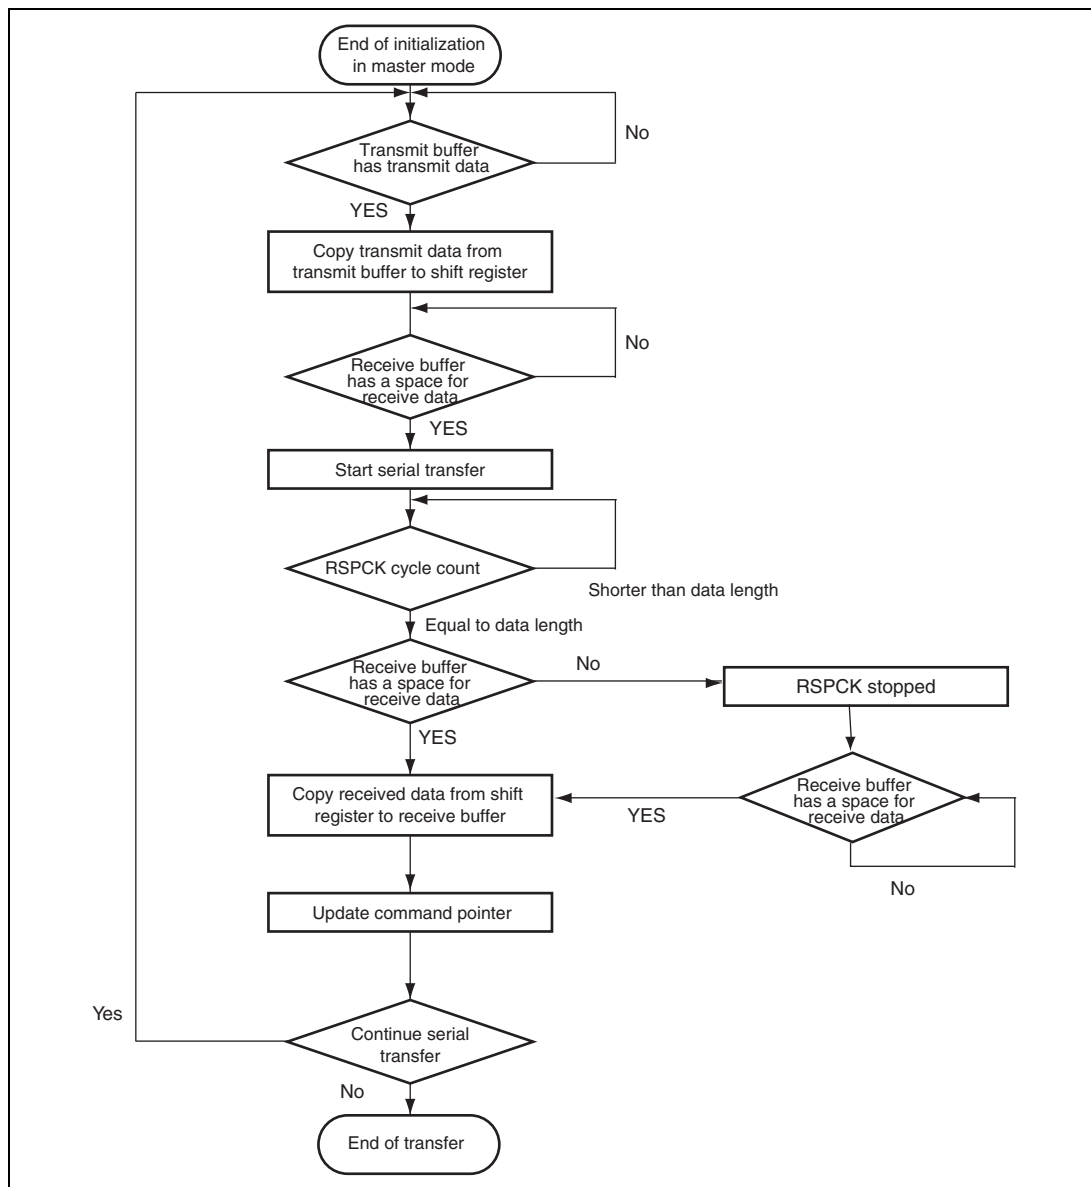 End of initialization
in master mode
No
Transmit buffer
has transmit data
YES
Copy transmit data from
transmit buffer to shift register
No
Receive buffer
has a space for
receive data
YES
Start serial transfer
RSPCK cycle count
Shorter than data length
Equal to data length
Receive buffer
has a space for
receive data
No
RSPCK stopped
YES
Copy received data from shift
register to receive buffer
YES
Receive buffer
has a space for
receive data
No
Update command pointer
Yes
Continue serial
transfer
No
End of transfer